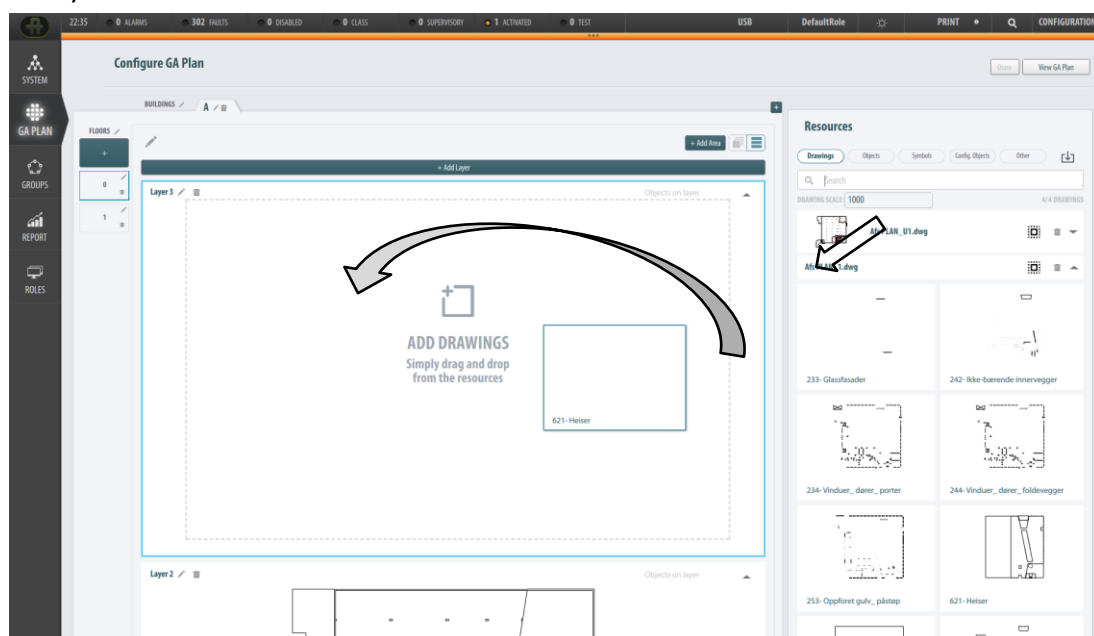 22:35 0 ALARMS 302 FAULTS 0 DISABLED 0 CLASS 0 SUPERVISORY 1 ACTIVATED 0 TEST USB DefaultRole PRINT CONFIGURATION
SYSTEM
GA PLAN
GROUPS
REPORT
ROLES
Configure GA Plan
Draw View GA Plan
BUILDINGS A
FLOORS
+
0
1
+ Add Area
+ Add Layer
Layer 3 Objects on layer
ADD DRAWINGS
Simply drag and drop
from the resources
621- Heiser
Layer 2 Objects on layer
Resources
Drawings Objects Symbols Config. Objects Other
Search
DRAWING SCALE: 1000 4/4 DRAWINGS
LAN_U1.dwg
1.dwg
233- Glassfasader 242- Ikke-bærende innervegger
234- Vinduer_ dører_ porter 244- Vinduer_ dører_ foldevegger
253- Oppforet gulv_ påstøp 621- Heiser